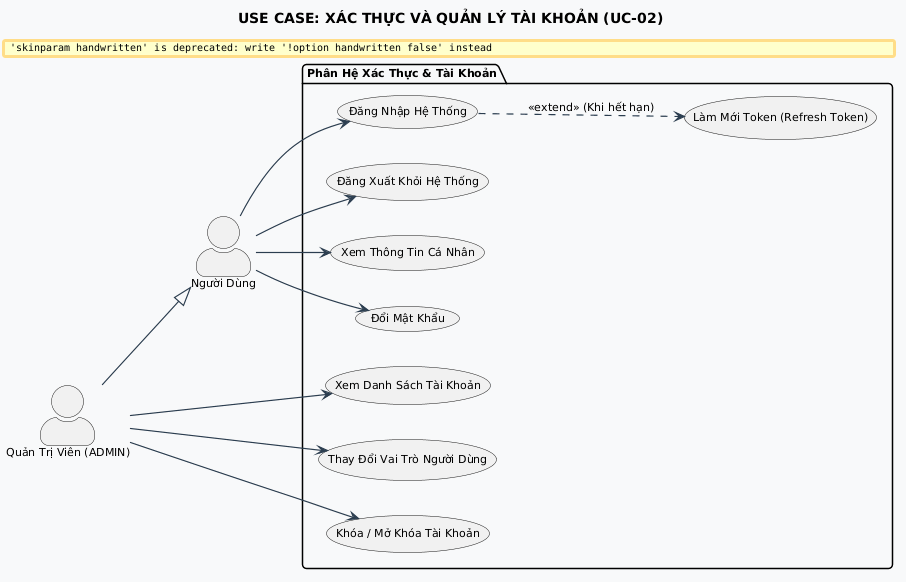 USE CASE: XÁC THỰC VÀ QUẢN LÝ TÀI KHOẢN (UC-02)
'skinparam handwritten' is deprecated: write '!option handwritten false' instead
Phân Hệ Xác Thực & Tài Khoản
Đăng Nhập Hệ Thống
«extend» (Khi hết hạn)
Làm Mới Token (Refresh Token)
Đăng Xuất Khỏi Hệ Thống
Xem Thông Tin Cá Nhân
Người Dùng
Đổi Mật Khẩu
Xem Danh Sách Tài Khoản
Quản Trị Viên (ADMIN)
Thay Đổi Vai Trò Người Dùng
Khóa / Mở Khóa Tài Khoản